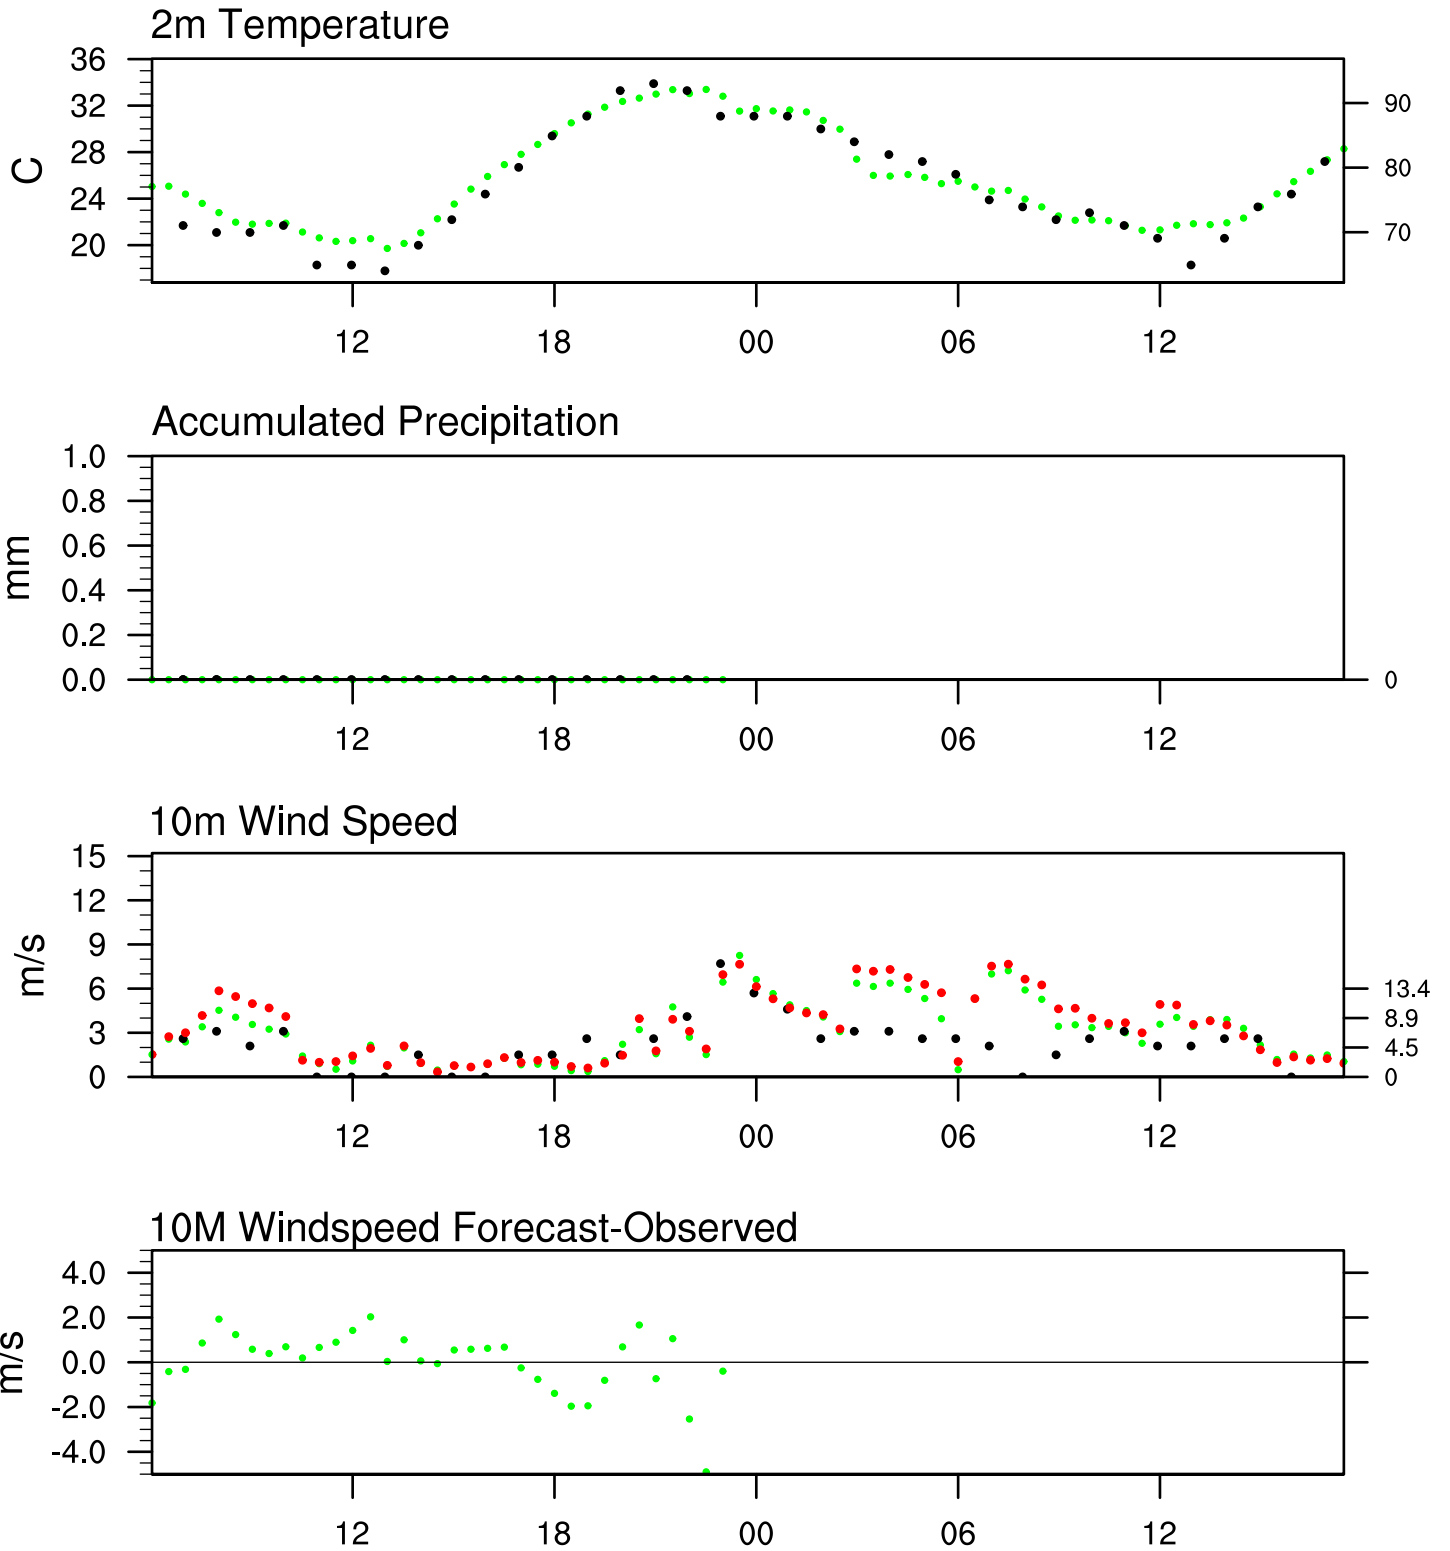 2m Temperature
36
32
28
24
20
C
90
80
70
12 18 00 06 12
Accumulated Precipitation
1.0
0.8
0.6
0.4
0.2
0.0
mm
0
12 18 00 06 12
10m Wind Speed
15
12
9
6
3
0
m/s
13.4
8.9
4.5
0
12 18 00 06 12
10M Windspeed Forecast-Observed
4.0
2.0
0.0
-2.0
-4.0
m/s
12 18 00 06 12